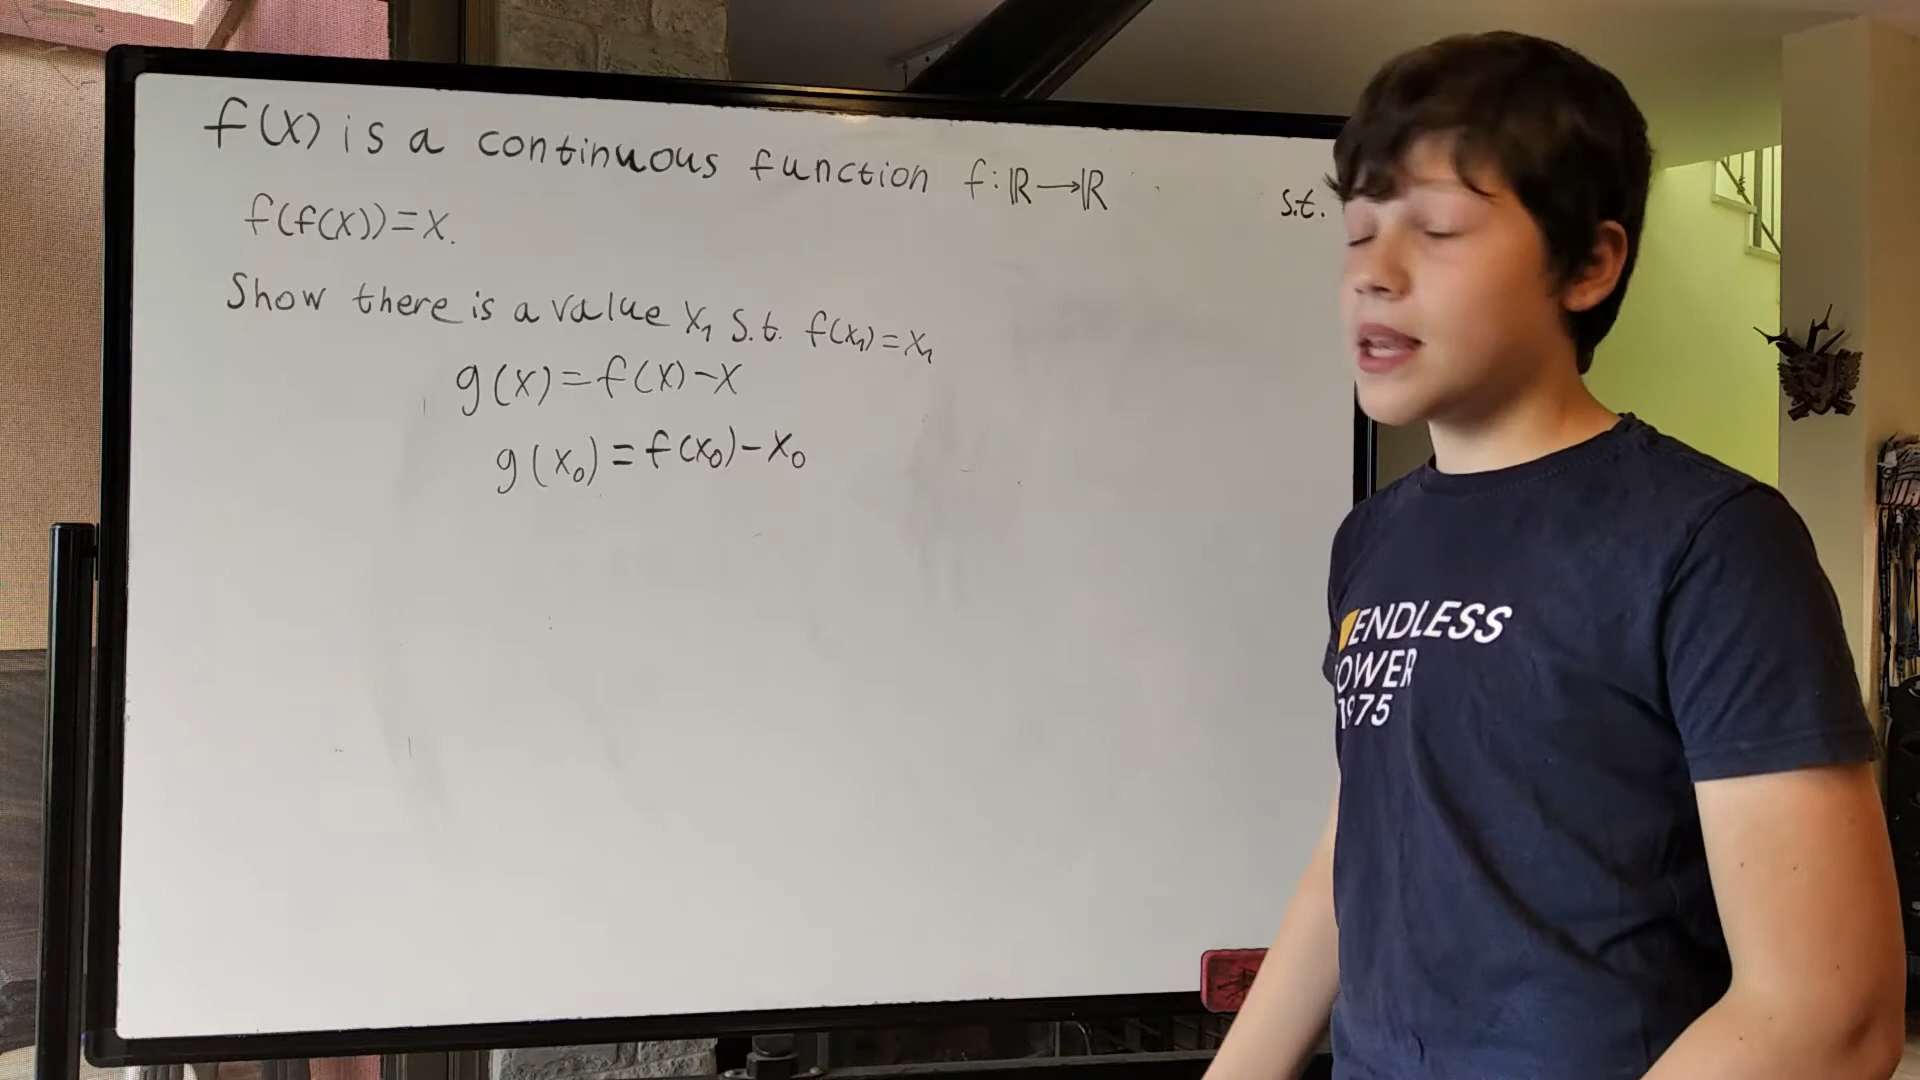 f(x) is a continuous function f:ℝ→ℝ s.t.
f(f(x))=x.
Show there is a value x₁ s.t. f(x₁)=x₁
g(x)=f(x)-x
g(x₀)=f(x₀)-x₀
ENDLESS
OWER
1975